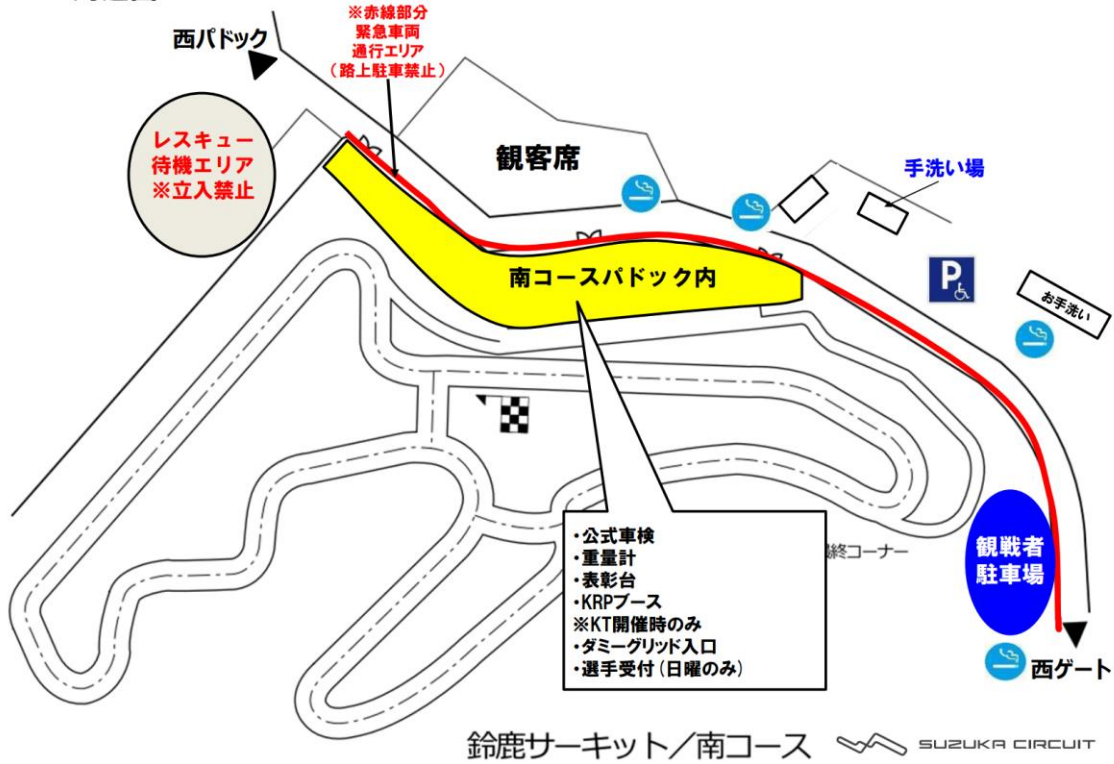 ※赤線部分
緊急車両
通行エリア
（路上駐車禁止）
西パドック
レスキュー
待機エリア
※立入禁止
観客席
手洗い場
南コースパドック内
P
お手洗い
・公式車検
・重量計
・表彰台
・KRPブース
※KT開催時のみ
・ダミーグリッド入口
・選手受付（日曜のみ）
終コーナー
観戦者
駐車場
西ゲート
鈴鹿サーキット／南コース
SUZUKA CIRCUIT